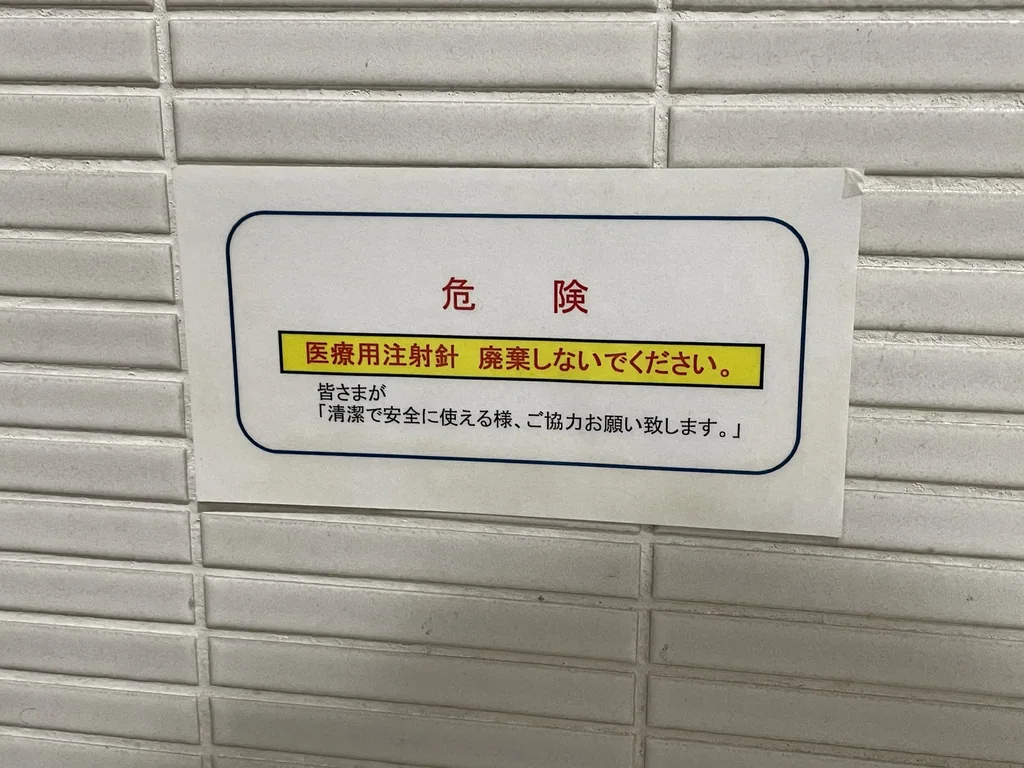 危　険
医療用注射針　廃棄しないでください。
皆さまが
「清潔で安全に使える様、ご協力お願い致します。」